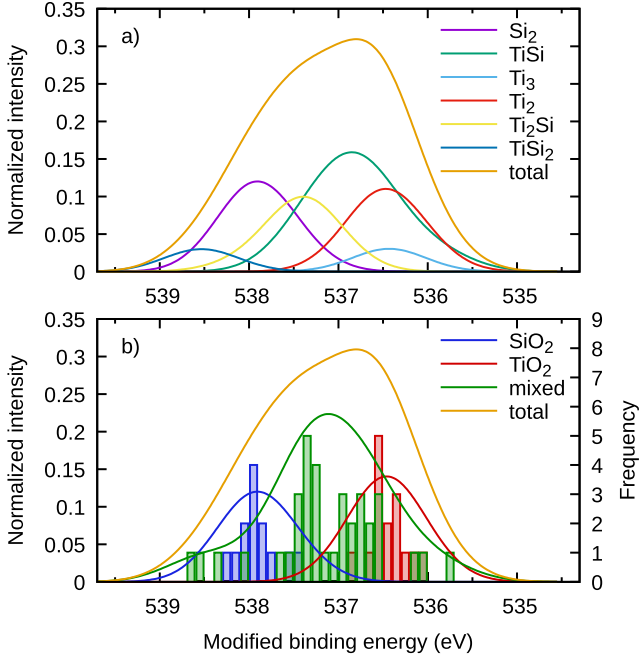 0.35
0.3
0.25
0.2
0.15
0.1
0.05
0
Normalized intensity
a)
Si2
TiSi
Ti3
Ti2
Ti2Si
TiSi2
total
539 538 537 536 535
0.35
0.3
0.25
0.2
0.15
0.1
0.05
0
Normalized intensity
b)
SiO2
TiO2
mixed
total
9
8
7
6
5
4
3
2
1
0
Frequency
539 538 537 536 535
Modified binding energy (eV)